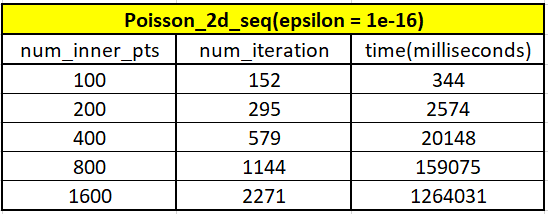 Poisson_2d_seq(epsilon = 1e-16)
num_inner_pts num_iteration time(milliseconds)
100 152 344
200 295 2574
400 579 20148
800 1144 159075
1600 2271 1264031